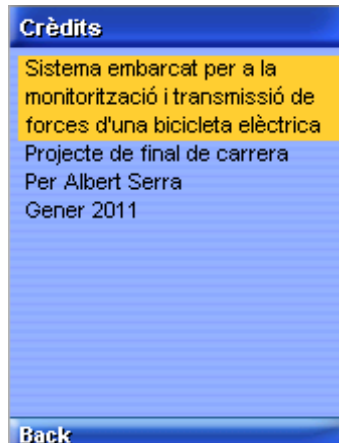 Crèdits
Sistema embarcat per a la
monitorització i transmissió de
forces d'una bicicleta elèctrica
Projecte de final de carrera
Per Albert Serra
Gener 2011
Back